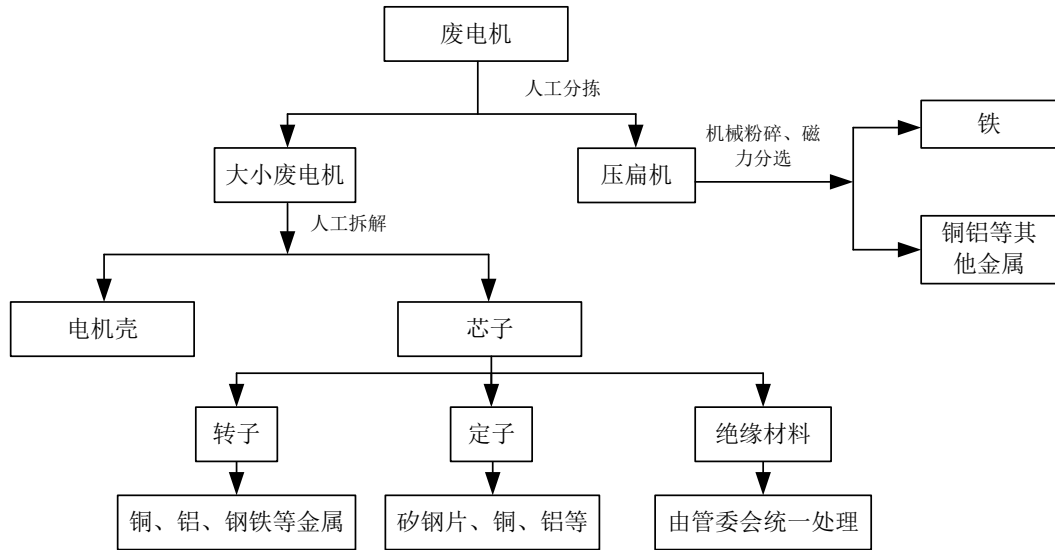 废电机
人工分拣
机械粉碎、磁
力分选
铁
大小废电机
压扁机
人工拆解
铜铝等其
他金属
电机壳
芯子
转子
定子
绝缘材料
铜、铝、钢铁等金属
矽钢片、铜、铝等
由管委会统一处理